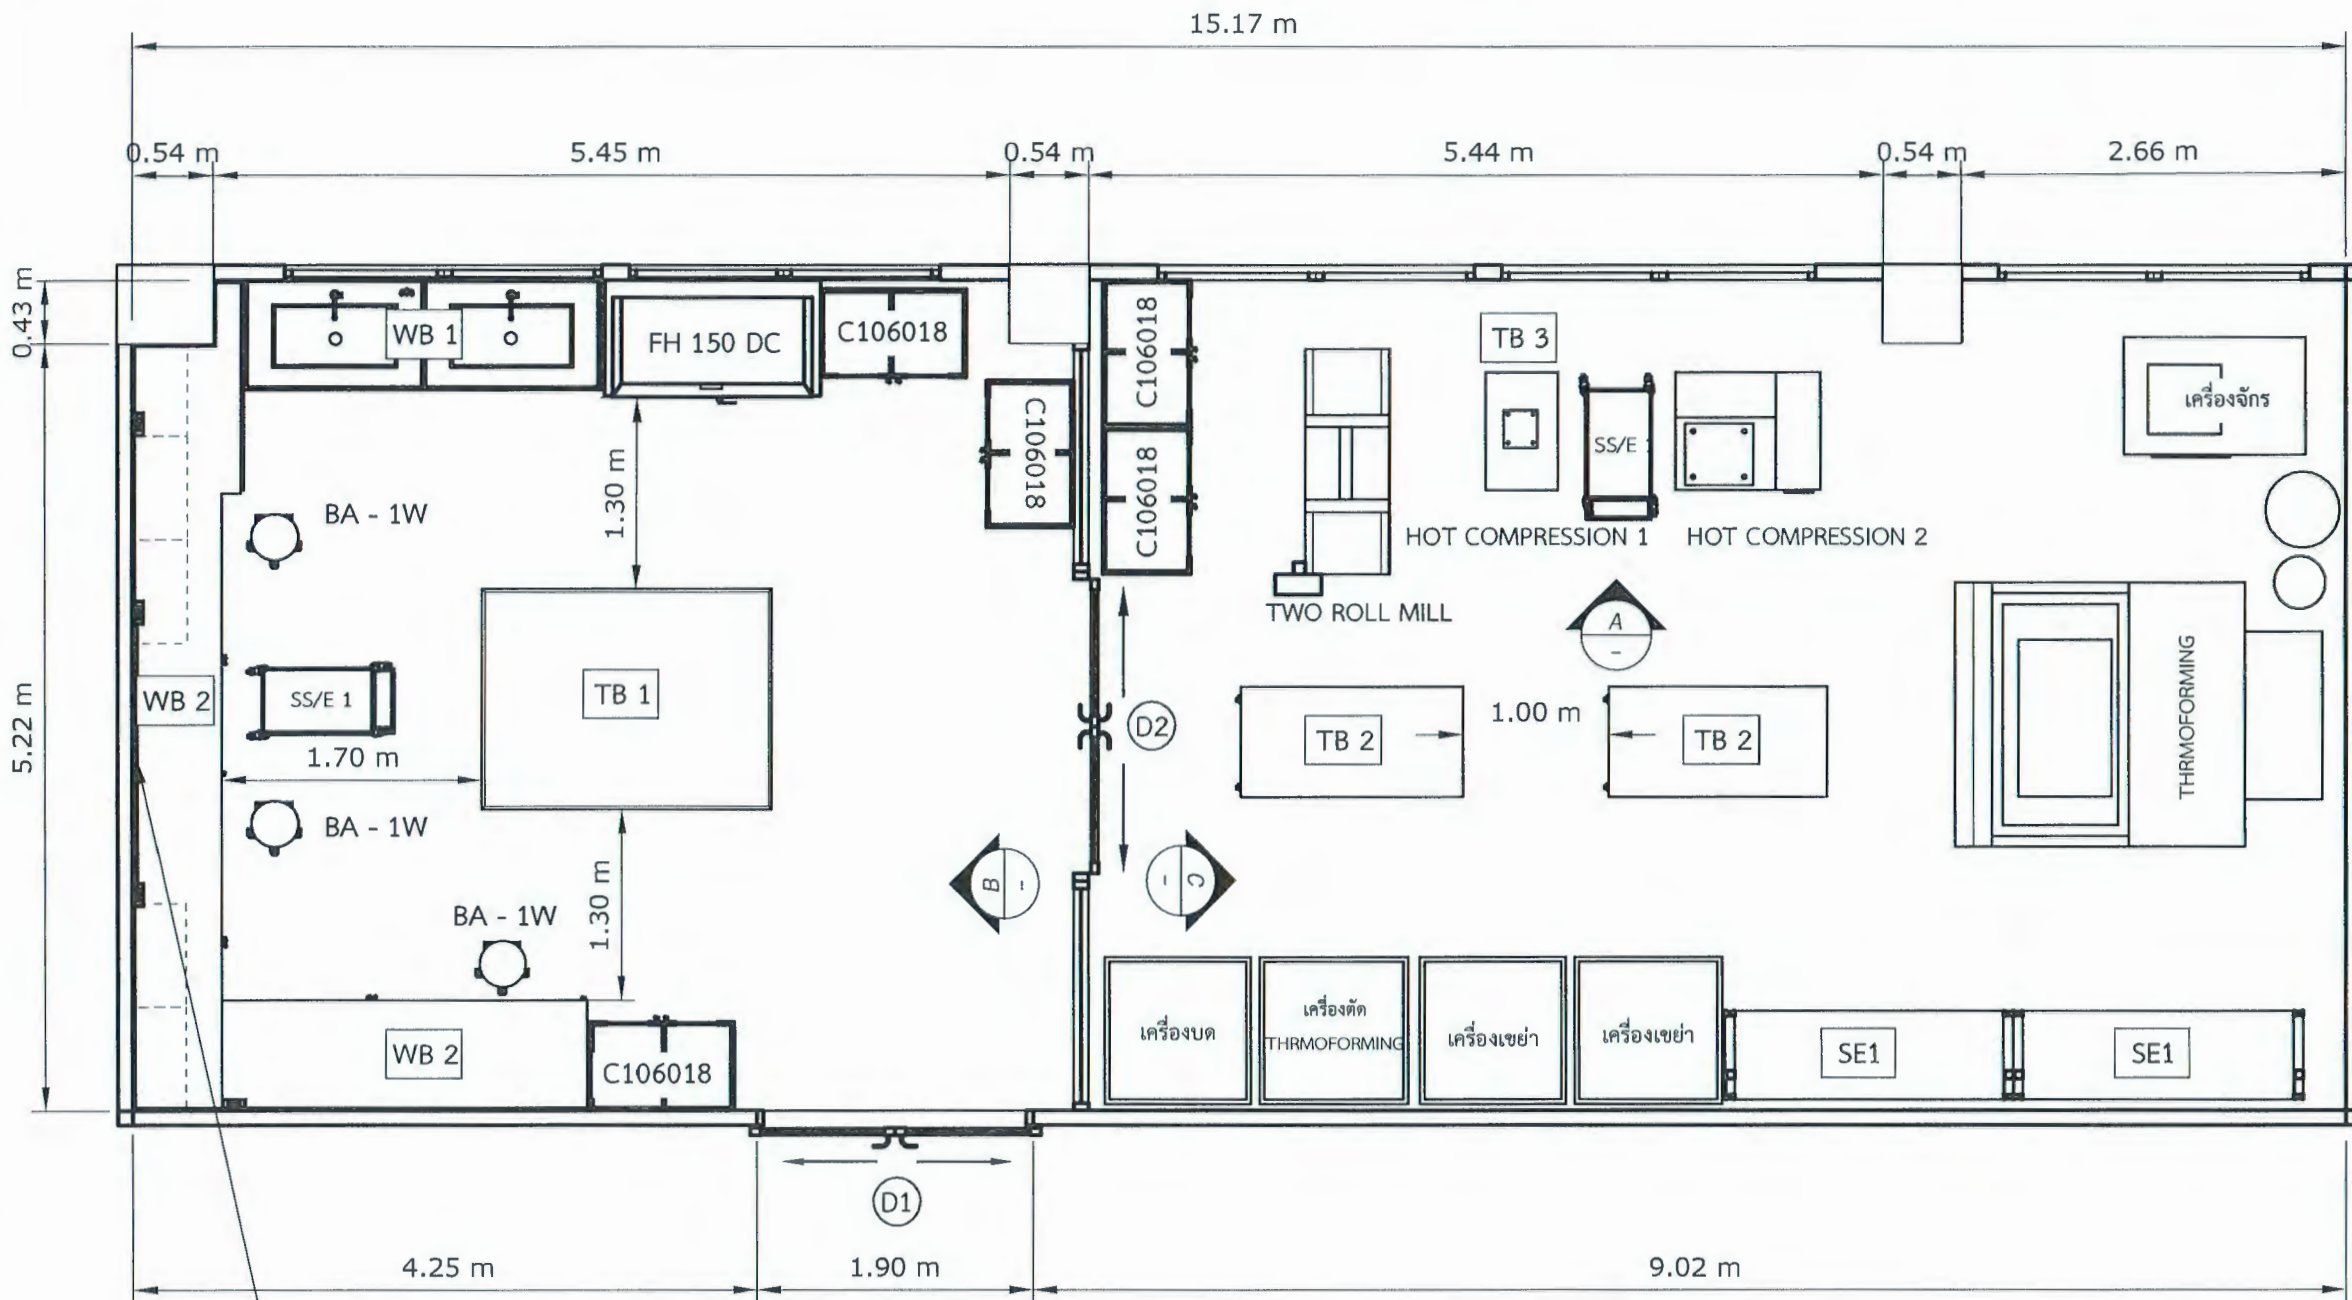 15.17 m
0.54 m
5.45 m
0.54 m
5.44 m
0.54 m
2.66 m
0.43 m
5.22 m
WB 1
FH 150 DC
C106018
C106018
C106018
C106018
TB 3
SS/E
เครื่องจักร
HOT COMPRESSION 1
HOT COMPRESSION 2
TWO ROLL MILL
BA - 1W
1.30 m
WB 2
SS/E 1
1.70 m
TB 1
D2
A
-
TB 2
1.00 m
TB 2
THRMOFORMING
BA - 1W
BA - 1W
1.30 m
B
-
-
C
WB 2
C106018
เครื่องบด
เครื่องตัด
THRMOFORMING
เครื่องเขย่า
เครื่องเขย่า
SE1
SE1
D1
4.25 m
1.90 m
9.02 m